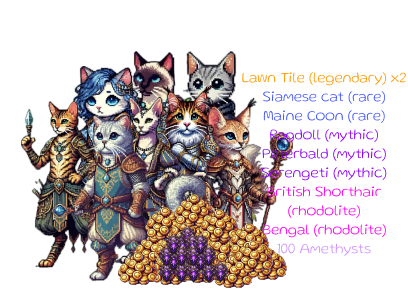 Lawn Tile (legendary) x2
Siamese cat (rare)
Maine Coon (rare)
Ragdoll (mythic)
Peterbald (mythic)
Serengeti (mythic)
British Shorthair
(rhodolite)
Bengal (rhodolite)
100 Amethysts